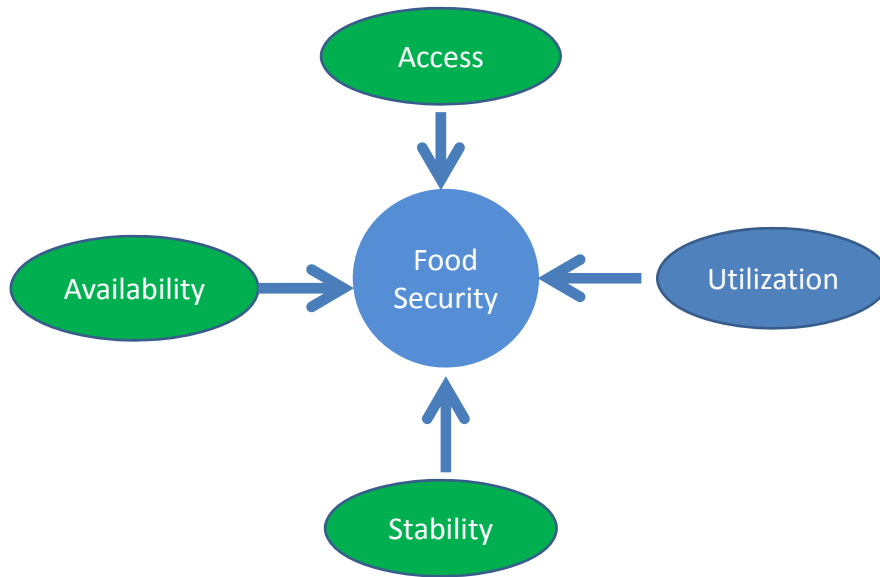 Access
Availability
Food
Security
Utilization
Stability